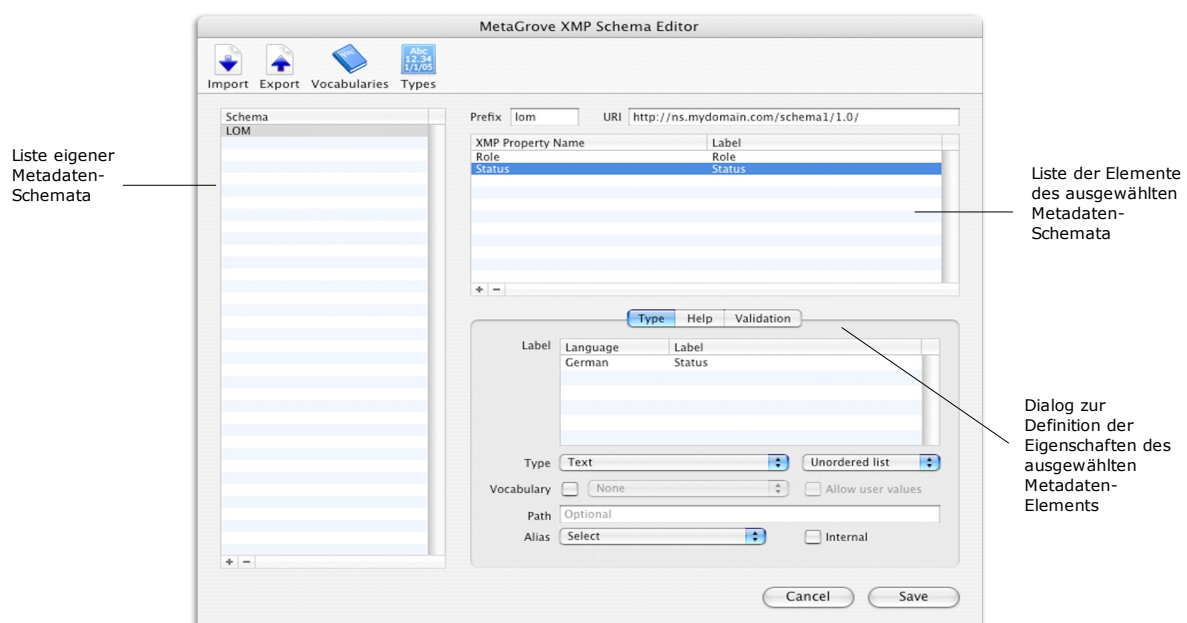 MetaGrove XMP Schema Editor
Abc
12.34
1/1/05
Import Export Vocabularies Types
Schema
LOM
Prefix lom URI http://ns.mydomain.com/schema1/1.0/
XMP Property Name Label
Role Role
Status Status
Liste eigener
Metadaten-
Schemata
Liste der Elemente
des ausgewählten
Metadaten-
Schemata
+ −
Type Help Validation
Label Language Label
German Status
Dialog zur
Definition der
Eigenschaften des
ausgewählten
Metadaten-
Elements
Type Text Unordered list
Vocabulary None Allow user values
Path Optional
Alias Select Internal
+ −
Cancel Save